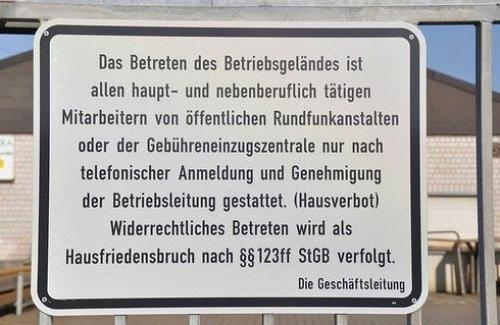 Das Betreten des Betriebsgeländes ist
allen haupt- und nebenberuflich tätigen
Mitarbeitern von öffentlichen Rundfunkanstalten
oder der Gebühreneinzugszentrale nur nach
telefonischer Anmeldung und Genehmigung
der Betriebsleitung gestattet. (Hausverbot)
Widerrechtliches Betreten wird als
Hausfriedensbruch nach §§123ff StGB verfolgt.
Die Geschäftsleitung